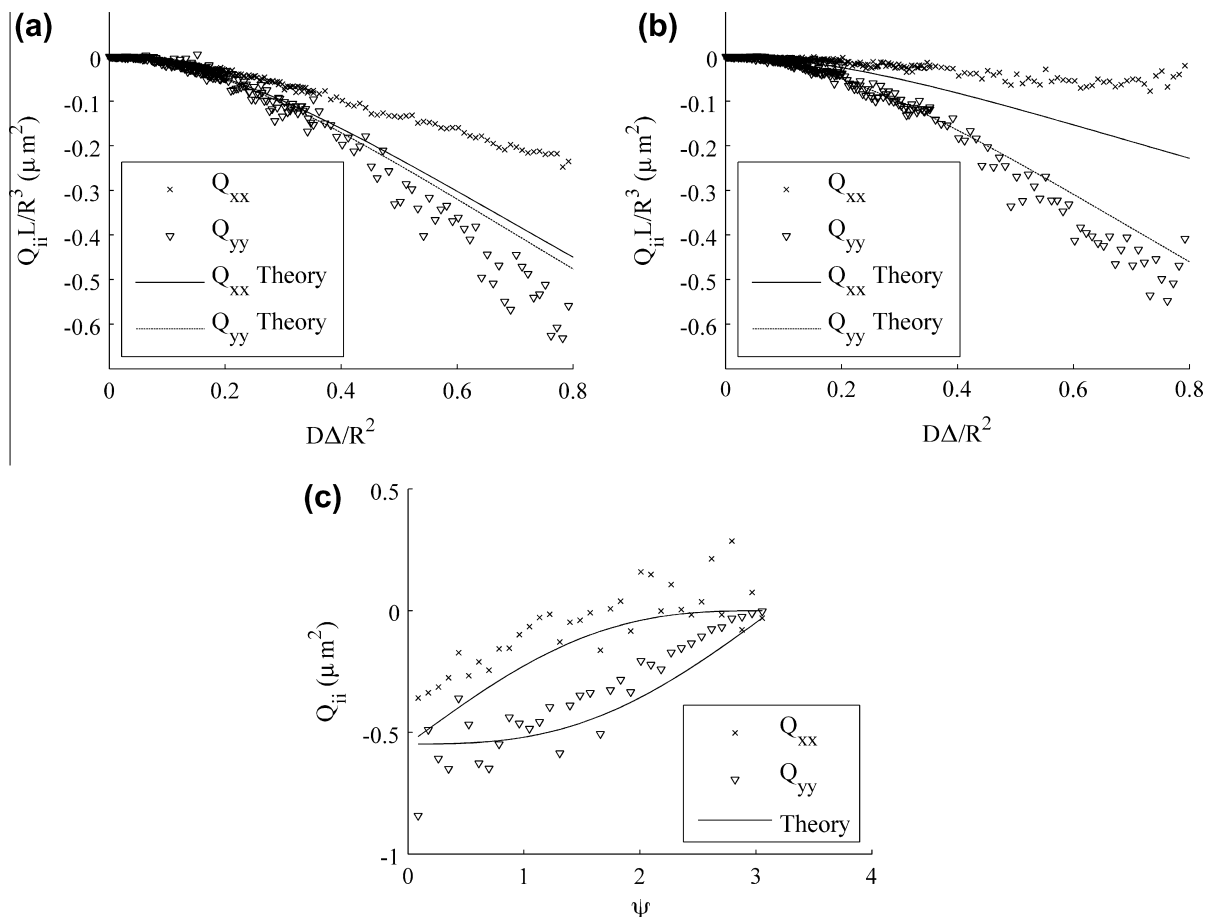 (a)
0
-0.1
-0.2
-0.3
-0.4
-0.5
-0.6
Q_ii L/R^3 (μ m^2)
Q_xx
Q_yy
Q_xx Theory
Q_yy Theory
0 0.2 0.4 0.6 0.8
DΔ/R^2
(b)
0
-0.1
-0.2
-0.3
-0.4
-0.5
-0.6
Q_ii L/R^3 (μ m^2)
Q_xx
Q_yy
Q_xx Theory
Q_yy Theory
0 0.2 0.4 0.6 0.8
DΔ/R^2
(c)
0.5
0
-0.5
-1
Q_ii (μ m^2)
Q_xx
Q_yy
Theory
0 1 2 3 4
ψ